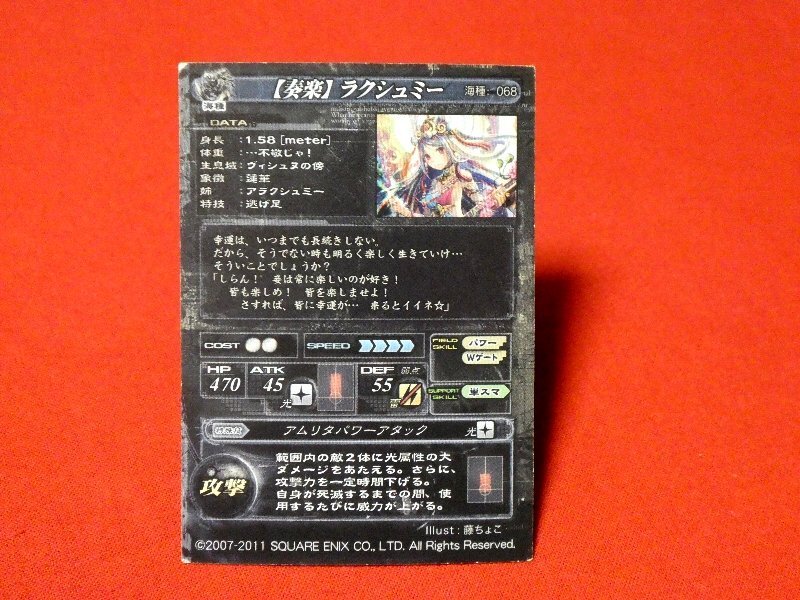 【奏楽】ラクシュミー
海種: 068
海種
DATA
身長 :1.58 [meter]
体重 :…不敬じゃ!
生息域:ヴィシュヌの傍
象徴 :蓮華
姉 :アラクシュミー
特技 :逃げ足
幸運は、いつまでも長続きしない。
だから、そうでない時も明るく楽しく生きていけ…
そういことでしょうか?
「しらん! 妾は常に楽しいのが好き!
皆も楽しめ! 皆を楽しませよ!
さすれば、皆に幸運が… 来るとイイネ☆」
COST
SPEED
FIELD SKILL
パワー
Wゲート
HP 470
ATK 45
光
DEF 55
弱点
雷
SUPPORT SKILL
単スマ
アムリタパワーアタック
光
攻撃
範囲内の敵2体に光属性の大
ダメージをあたえる。さらに、
攻撃力を一定時間下げる。
自身が死滅するまでの間、使
用するたびに威力が上がる。
Illust:藤ちょこ
©2007-2011 SQUARE ENIX CO., LTD. All Rights Reserved.